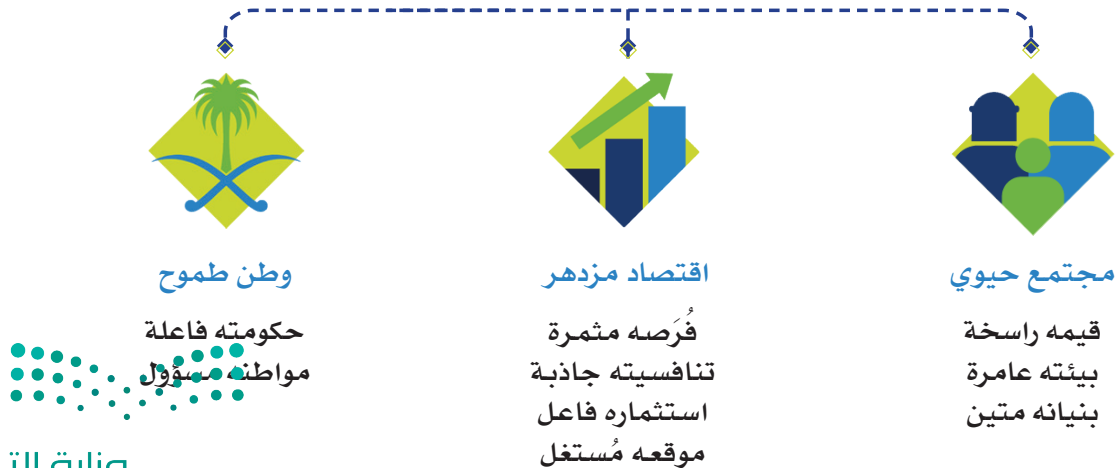 مجتمع حيوي
قيمه راسخة
بيئته عامرة
بنيانه متين
اقتصاد مزدهر
فُرَصه مثمرة
تنافسيته جاذبة
استثماره فاعل
موقعه مُستغل
وطن طموح
حكومته فاعلة
مواطنه مسؤول